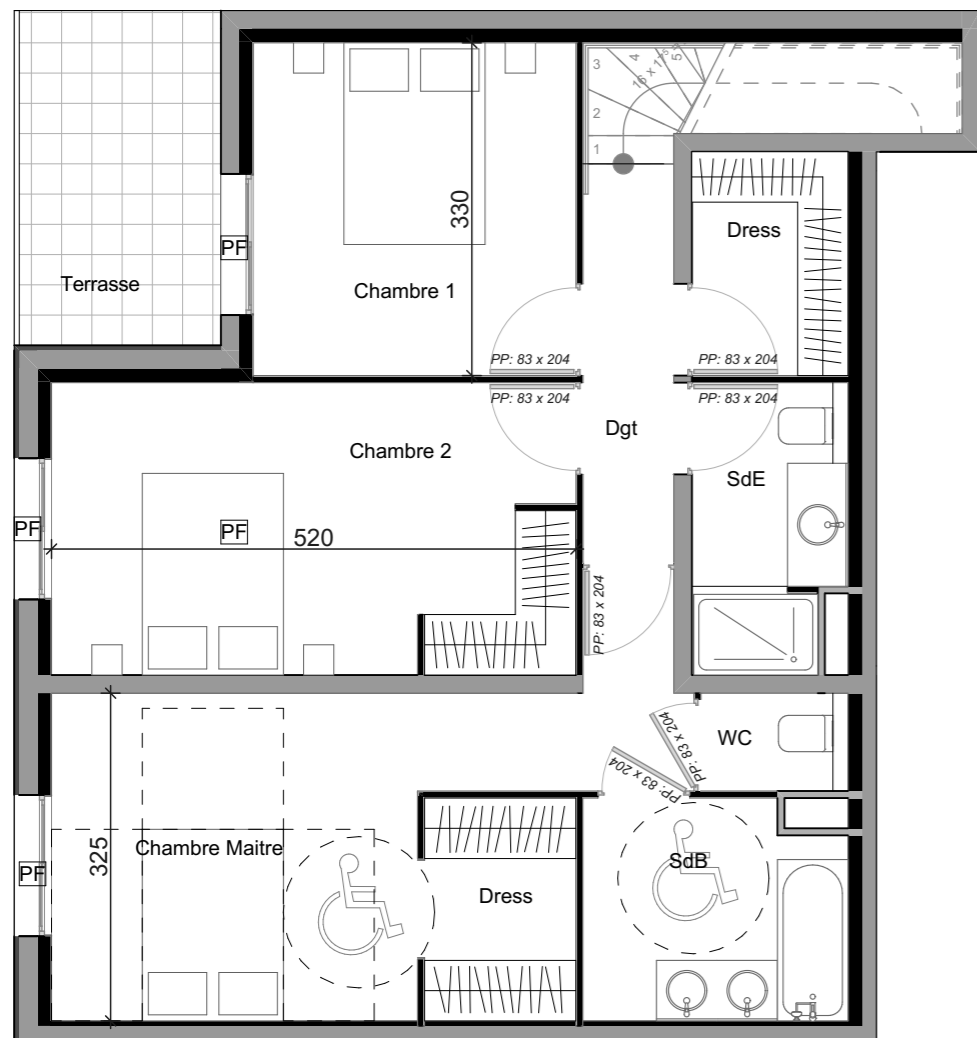 3
4
5
16 x 17⁵
2
1
330
Dress
PF
Terrasse
Chambre 1
PP: 83 x 204
PP: 83 x 204
PP: 83 x 204
PP: 83 x 204
Dgt
Chambre 2
SdE
PF
PF
520
PP: 83 x 204
PP: 83 x 204
WC
PP: 83 x 204
325
Chambre Maitre
SdB
PF
Dress